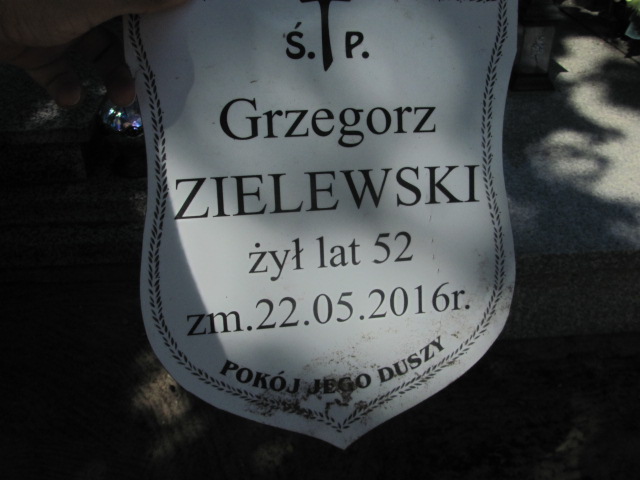 Ś. P.
Grzegorz
ZIELEWSKI
żył lat 52
zm.22.05.2016r.
POKÓJ JEGO DUSZY